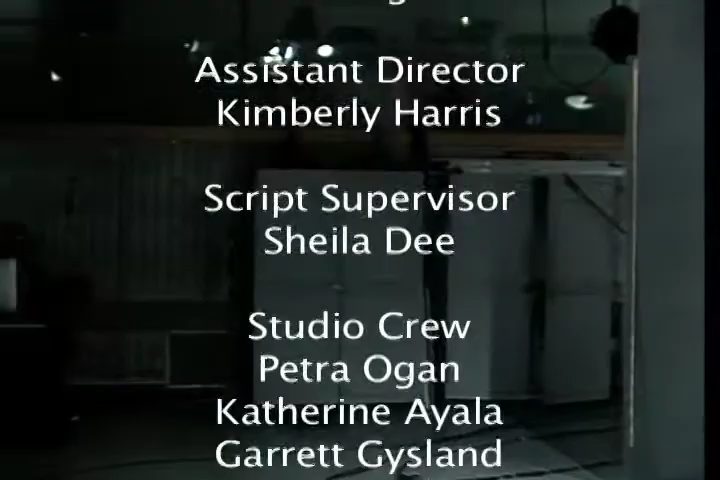 Assistant Director
Kimberly Harris
Script Supervisor
Sheila Dee
Studio Crew
Petra Ogan
Katherine Ayala
Garrett Gysland